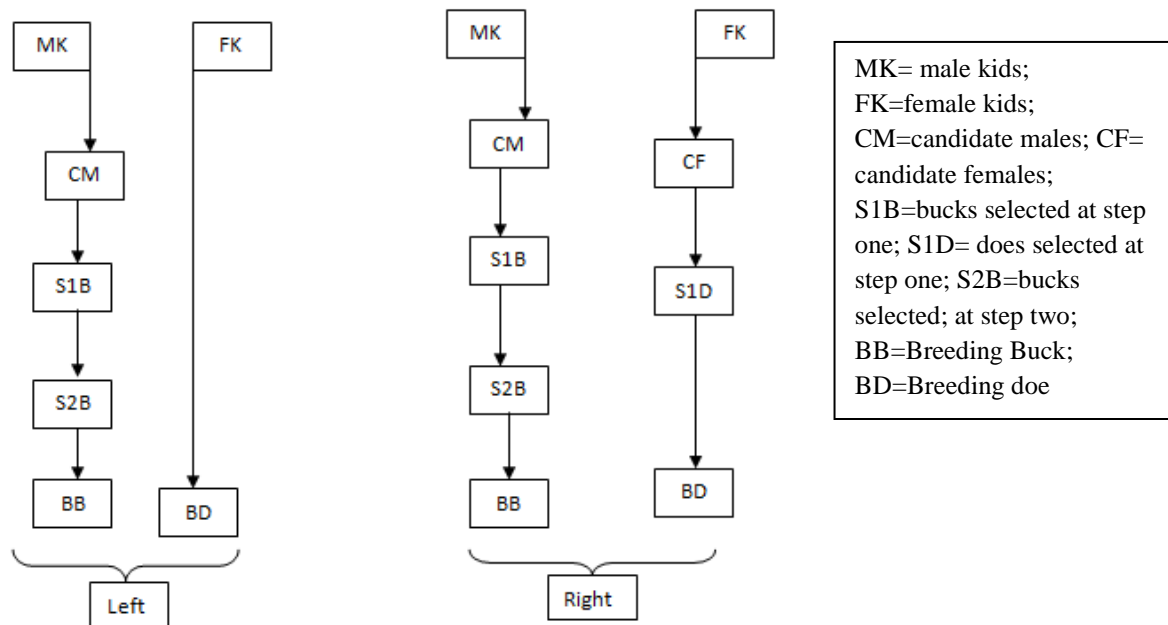 MK
FK
CM
S1B
S2B
BB
BD
Left
MK
FK
CM
CF
S1B
S1D
S2B
BB
BD
Right
MK= male kids;
FK=female kids;
CM=candidate males; CF=
candidate females;
S1B=bucks selected at step
one; S1D= does selected at
step one; S2B=bucks
selected; at step two;
BB=Breeding Buck;
BD=Breeding doe